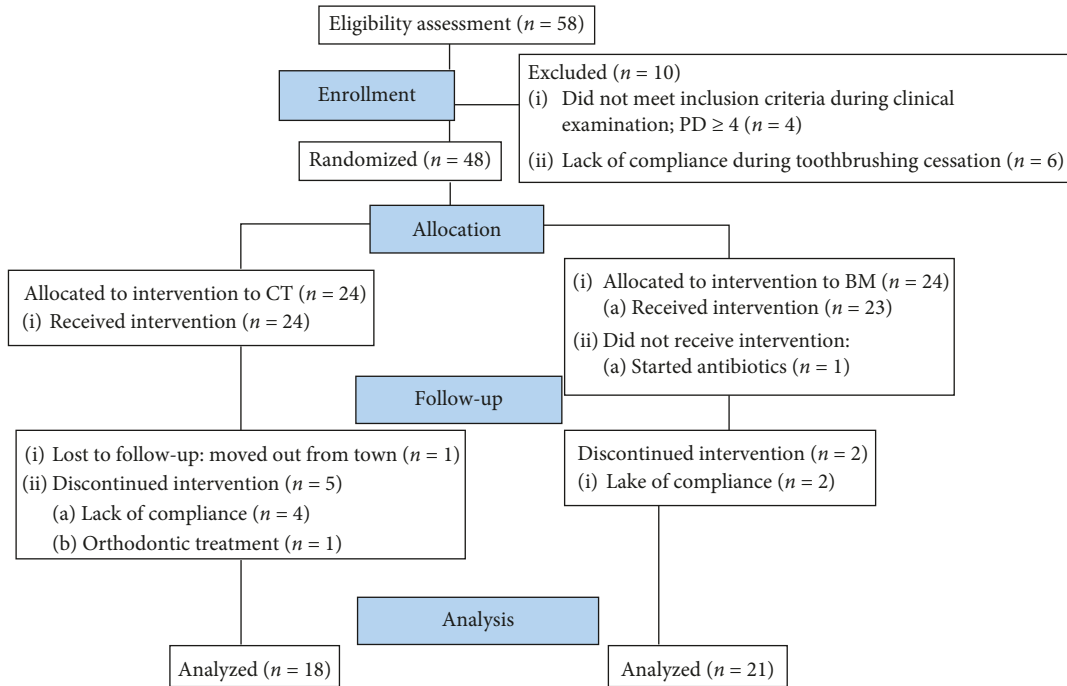 Eligibility assessment (n = 58)
Enrollment
Excluded (n = 10)
(i) Did not meet inclusion criteria during clinical
examination; PD ≥ 4 (n = 4)
(ii) Lack of compliance during toothbrushing cessation (n = 6)
Randomized (n = 48)
Allocation
Allocated to intervention to CT (n = 24)
(i) Received intervention (n = 24)
(i) Allocated to intervention to BM (n = 24)
(a) Received intervention (n = 23)
(ii) Did not receive intervention:
(a) Started antibiotics (n = 1)
Follow-up
(i) Lost to follow-up: moved out from town (n = 1)
(ii) Discontinued intervention (n = 5)
(a) Lack of compliance (n = 4)
(b) Orthodontic treatment (n = 1)
Discontinued intervention (n = 2)
(i) Lake of compliance (n = 2)
Analysis
Analyzed (n = 18)
Analyzed (n = 21)